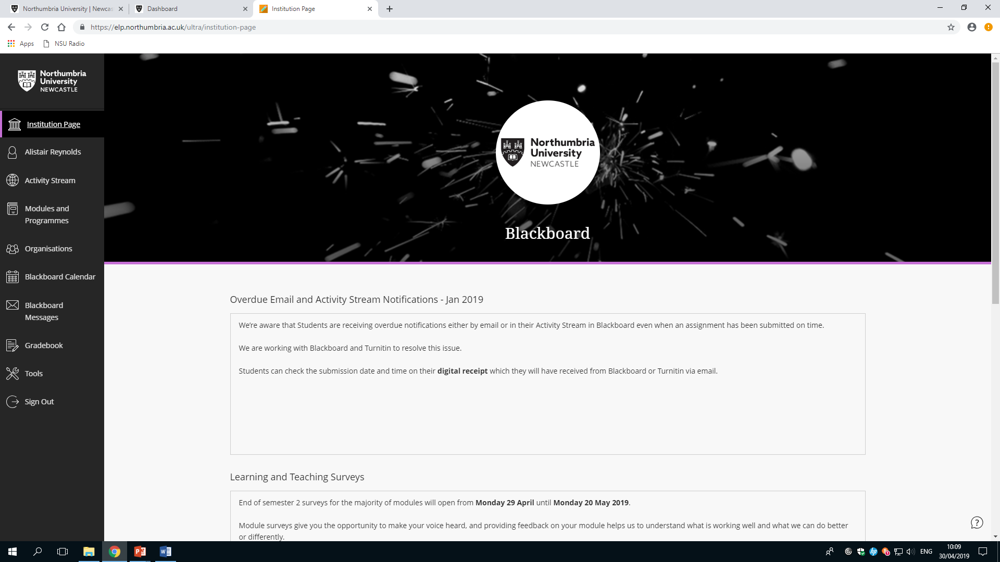 Northumbria University | Newcas
Dashboard
Institution Page
https://elp.northumbria.ac.uk/ultra/institution-page
Apps
NSU Radio
Northumbria
University
NEWCASTLE
Institution Page
Alistair Reynolds
Activity Stream
Modules and
Programmes
Organisations
Blackboard Calendar
Blackboard
Messages
Gradebook
Tools
Sign Out
Northumbria
University
NEWCASTLE
Blackboard
Overdue Email and Activity Stream Notifications - Jan 2019
We're aware that Students are receiving overdue notifications either by email or in their Activity Stream in Blackboard even when an assignment has been submitted on time.
We are working with Blackboard and Turnitin to resolve this issue.
Students can check the submission date and time on their digital receipt which they will have received from Blackboard or Turnitin via email.
Learning and Teaching Surveys
End of semester 2 surveys for the majority of modules will open from Monday 29 April until Monday 20 May 2019.
Module surveys give you the opportunity to make your voice heard, and providing feedback on your module helps us to understand what is working well and what we can do better
or differently.
ENG
10:09
30/04/2019